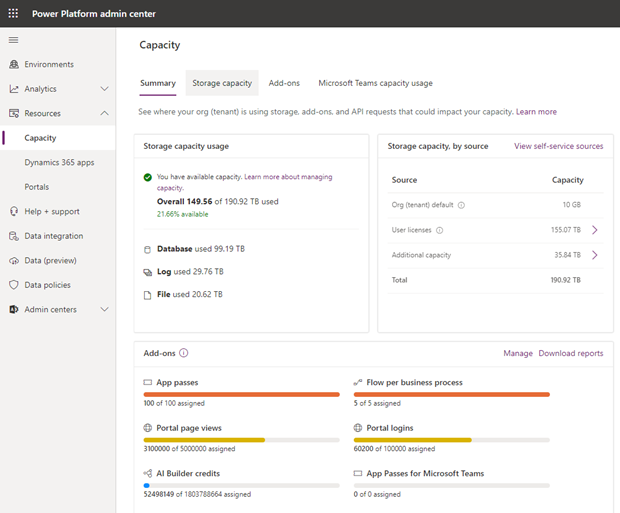 Power Platform admin center
Environments
Analytics
Resources
Capacity
Dynamics 365 apps
Portals
Help + support
Data integration
Data (preview)
Data policies
Admin centers
Capacity
Summary
Storage capacity
Add-ons
Microsoft Teams capacity usage
See where your org (tenant) is using storage, add-ons, and API requests that could impact your capacity. Learn more
Storage capacity usage
You have available capacity. Learn more about managing
capacity.
Overall 149.56 of 190.92 TB used
21.66% available
Database used 99.19 TB
Log used 29.76 TB
File used 20.62 TB
Storage capacity, by source
View self-service sources
Source Capacity
Org (tenant) default 10 GB
User licenses 155.07 TB
Additional capacity 35.84 TB
Total 190.92 TB
Add-ons
Manage Download reports
App passes
100 of 100 assigned
Flow per business process
5 of 5 assigned
Portal page views
3100000 of 5000000 assigned
Portal logins
60200 of 100000 assigned
AI Builder credits
52498149 of 1803788664 assigned
App Passes for Microsoft Teams
0 of 0 assigned